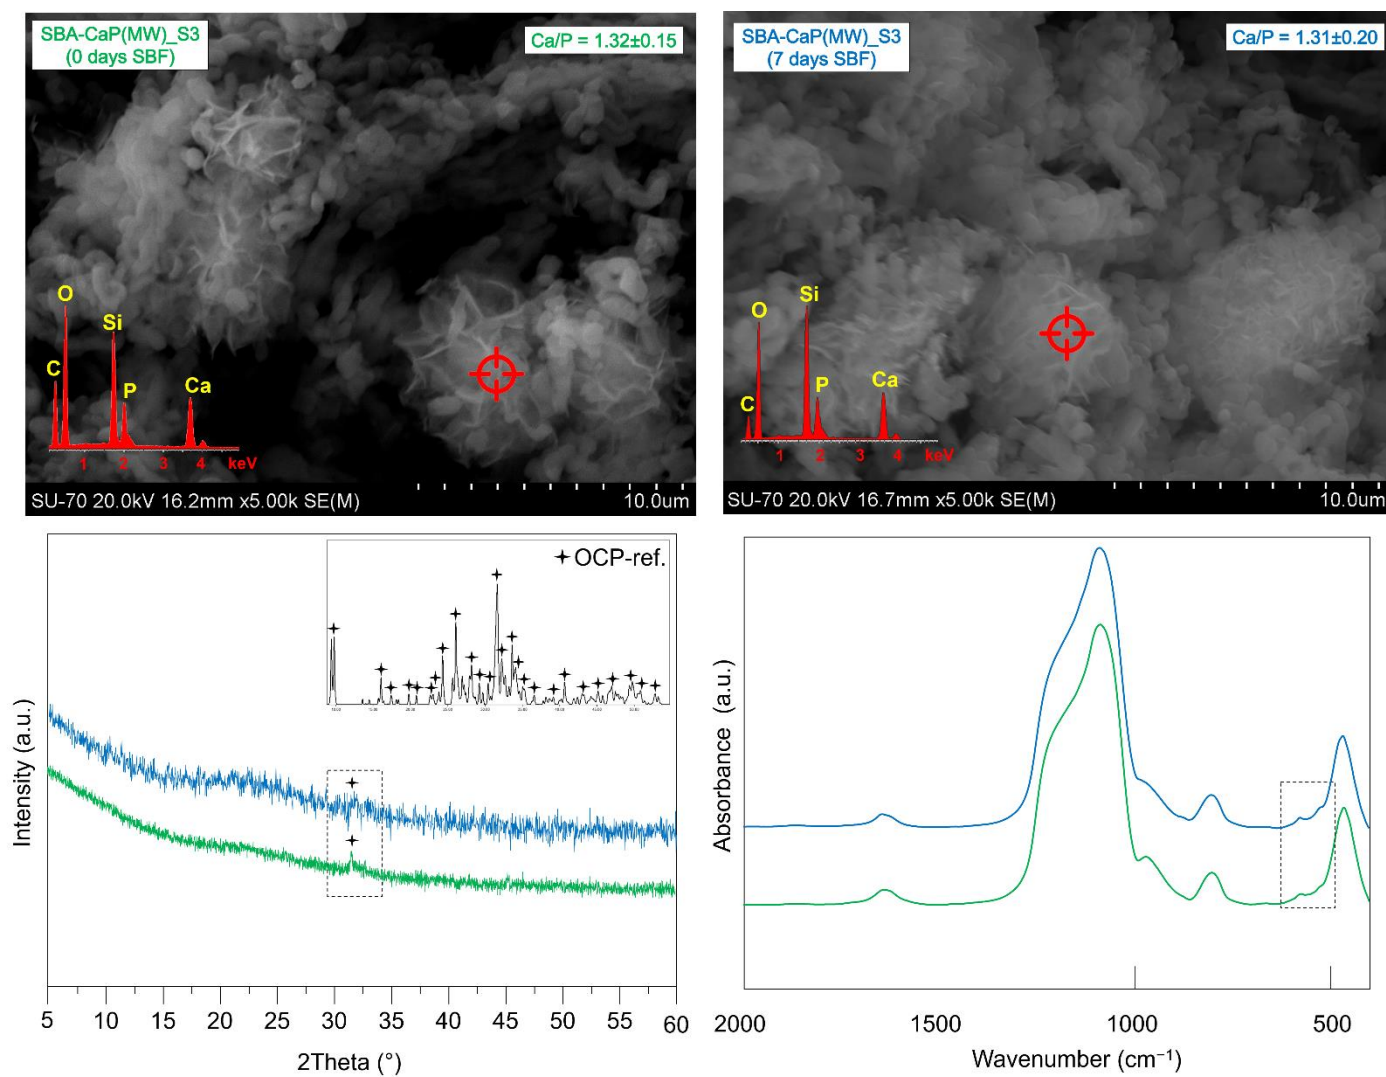 SBA-CaP(MW)_S3
(0 days SBF)
Ca/P = 1.32±0.15
O
Si
C
P
Ca
1 2 3 4 keV
SU-70 20.0kV 16.2mm x5.00k SE(M)
10.0um
SBA-CaP(MW)_S3
(7 days SBF)
Ca/P = 1.31±0.20
Si
O
P
Ca
C
1 2 3 4 keV
SU-70 20.0kV 16.7mm x5.00k SE(M)
10.0um
OCP-ref.
Intensity (a.u.)
5 10 15 20 25 30 35 40 45 50 55 60
2Theta (°)
Absorbance (a.u.)
2000 1500 1000 500
Wavenumber (cm⁻¹)